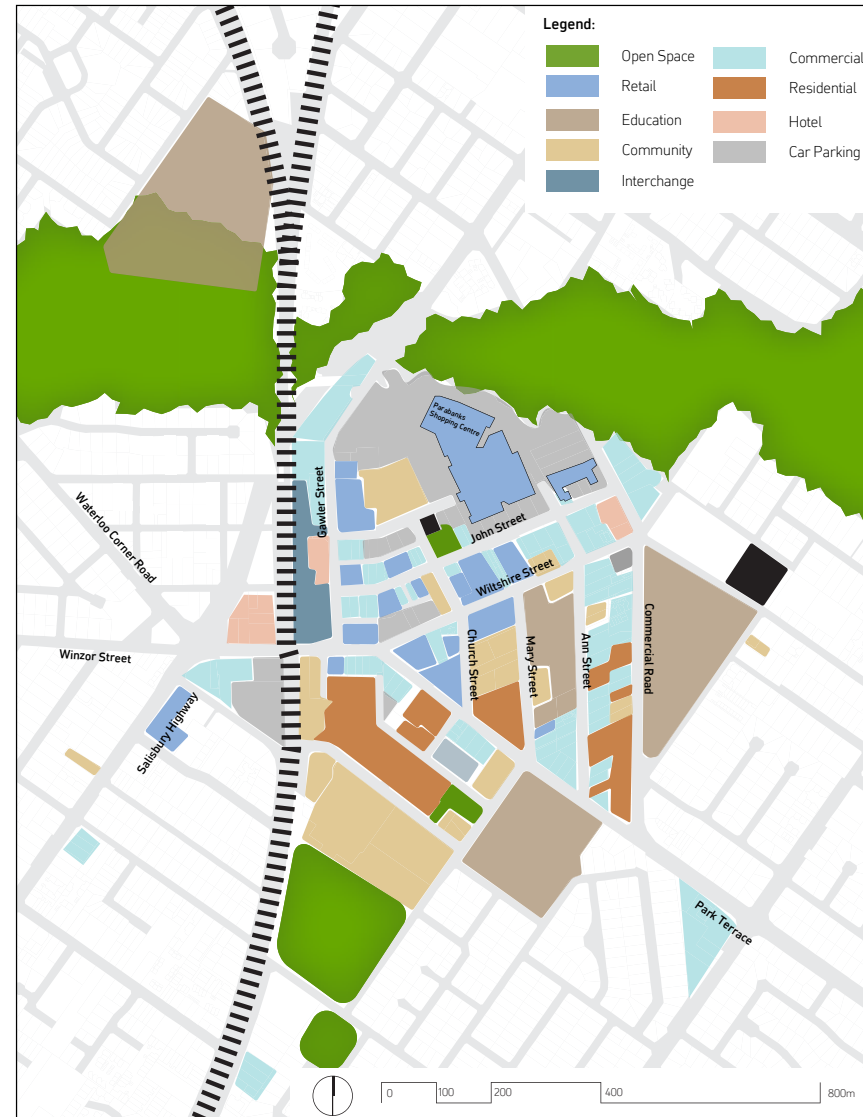 Legend:
Open Space
Commercial
Retail
Residential
Education
Hotel
Community
Car Parking
Interchange
Parabanks
Shopping Centre
Gawler Street
John Street
Waterloo Corner Road
Wiltshire Street
Winzor Street
Church Street
Mary Street
Ann Street
Commercial Road
Salisbury Highway
Park Terrace
0
100
200
400
800m